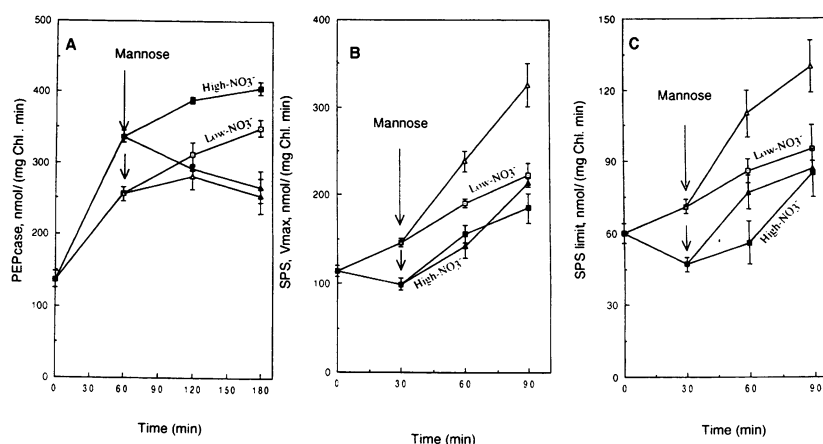 A
Mannose
High-NO3-
Low-NO3-
PEPcase, nmol/ (mg Chl . min)
500
400
300
200
100
0
0 30 60 90 120 150 180
Time (min)
B
Mannose
Low-NO3-
High-NO3-
SPS, Vmax, nmol/ (mg Chl. min)
400
300
200
100
0
0 30 60 90
Time (min)
C
Mannose
Low-NO3-
High-NO3-
SPS limit, nmol/ (mg Chl. min)
150
120
90
60
30
0
0 30 60 90
Time (min)